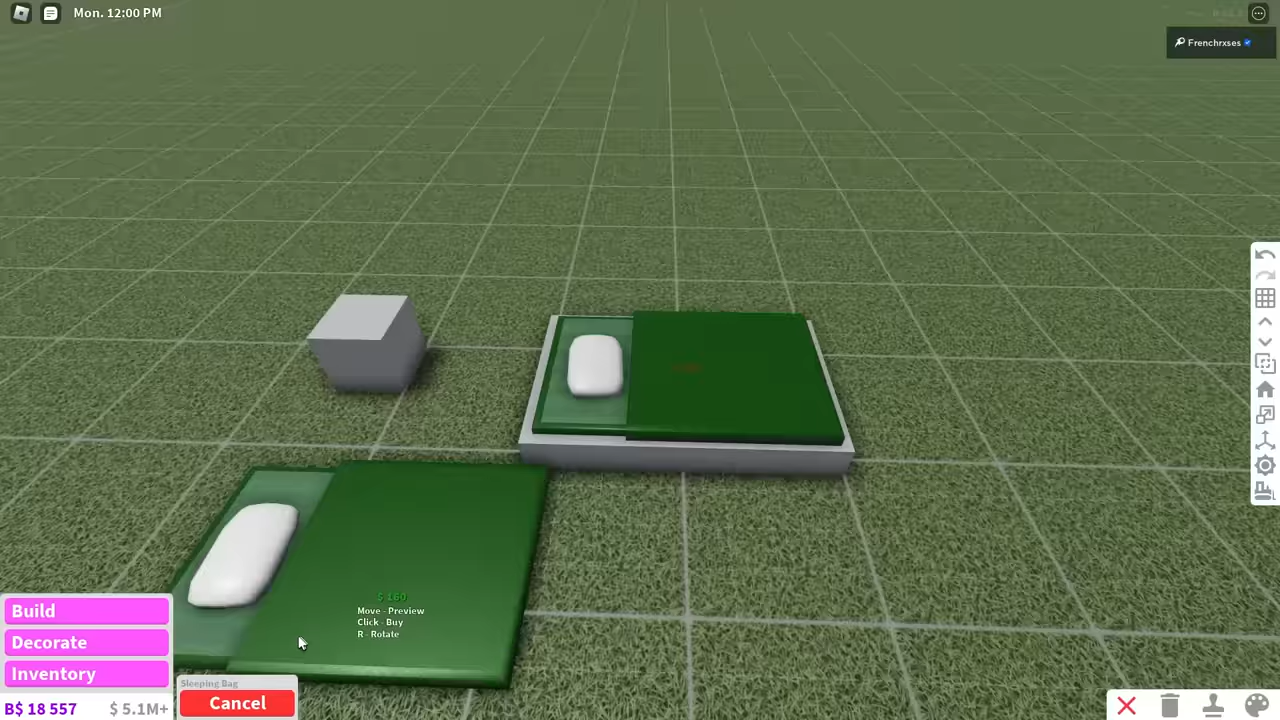 Mon. 12:00 PM
Frenchrxses
$ 160
Move - Preview
Click - Buy
R - Rotate
Build
Decorate
Inventory
Sleeping Bag
Cancel
B$ 18 557
$ 5.1M+